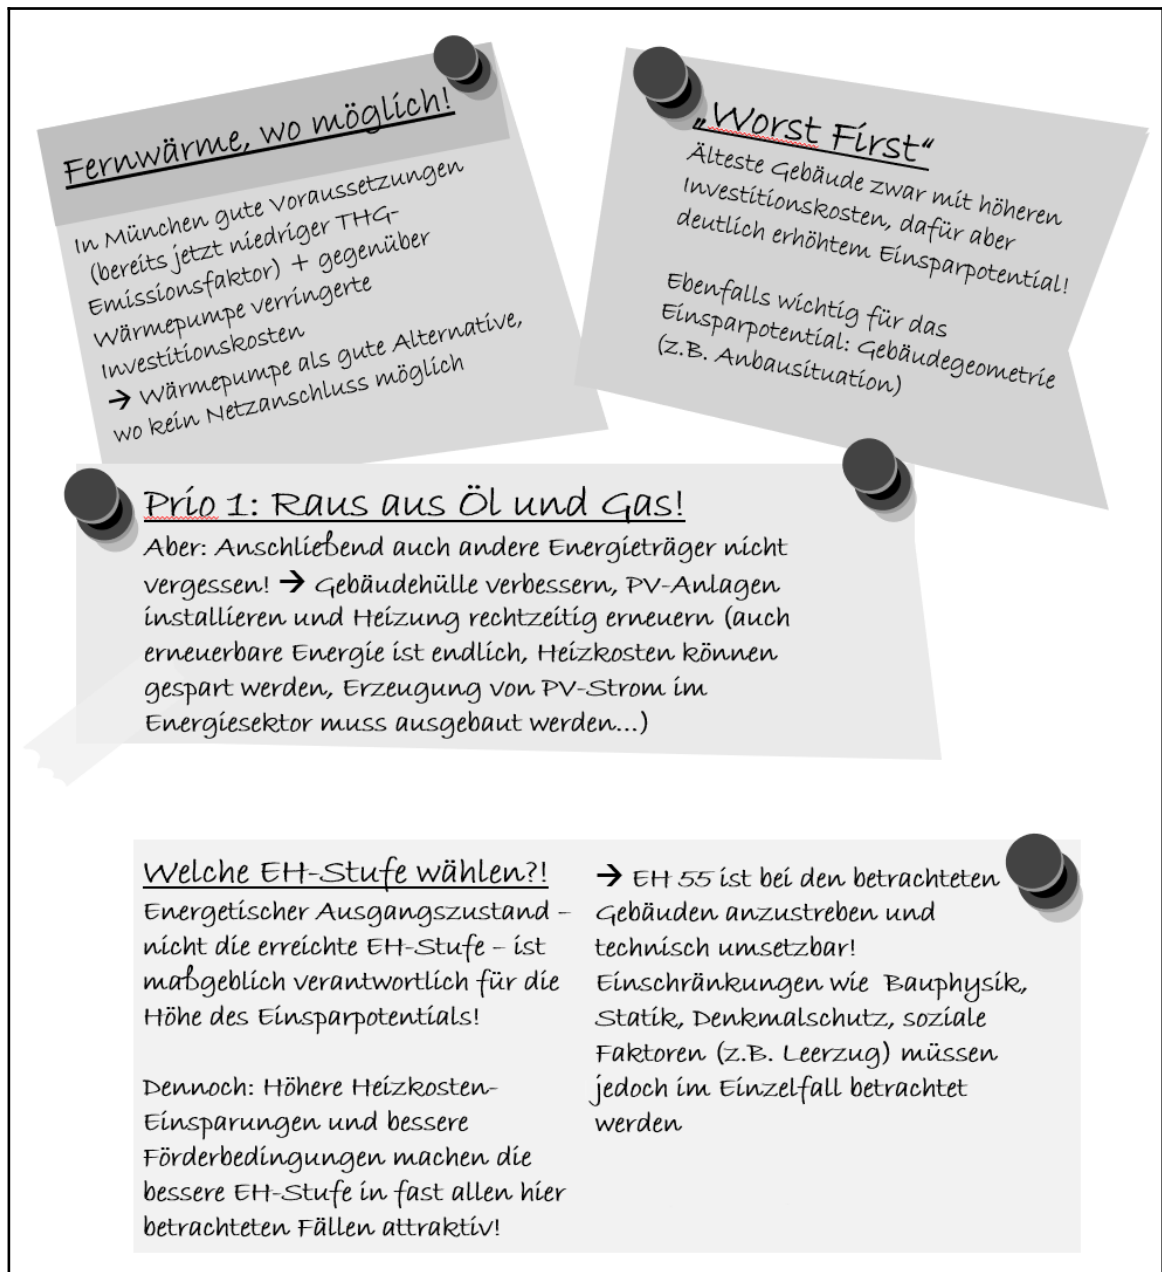 Fernwärme, wo möglich!
In München gute Voraussetzungen
(bereits jetzt niedriger THG-
Emissionsfaktor) + gegenüber
Wärmepumpe verringerte
Investitionskosten
→ Wärmepumpe als gute Alternative,
wo kein Netzanschluss möglich
„Worst First“
Älteste Gebäude zwar mit höheren
Investitionskosten, dafür aber
deutlich erhöhtem Einsparpotential!
Ebenfalls wichtig für das
Einsparpotential: Gebäudegeometrie
(z.B. Anbausituation)
Prio 1: Raus aus Öl und Gas!
Aber: Anschließend auch andere Energieträger nicht
vergessen! → Gebäudehülle verbessern, PV-Anlagen
installieren und Heizung rechtzeitig erneuern (auch
erneuerbare Energie ist endlich, Heizkosten können
gespart werden, Erzeugung von PV-Strom im
Energiesektor muss ausgebaut werden...)
Welche EH-Stufe wählen?!
Energetischer Ausgangszustand –
nicht die erreichte EH-Stufe – ist
maßgeblich verantwortlich für die
Höhe des Einsparpotentials!
Dennoch: Höhere Heizkosten-
Einsparungen und bessere
Förderbedingungen machen die
bessere EH-Stufe in fast allen hier
betrachteten Fällen attraktiv!
→ EH 55 ist bei den betrachteten
Gebäuden anzustreben und
technisch umsetzbar!
Einschränkungen wie Bauphysik,
Statik, Denkmalschutz, soziale
Faktoren (z.B. Leerzug) müssen
jedoch im Einzelfall betrachtet
werden